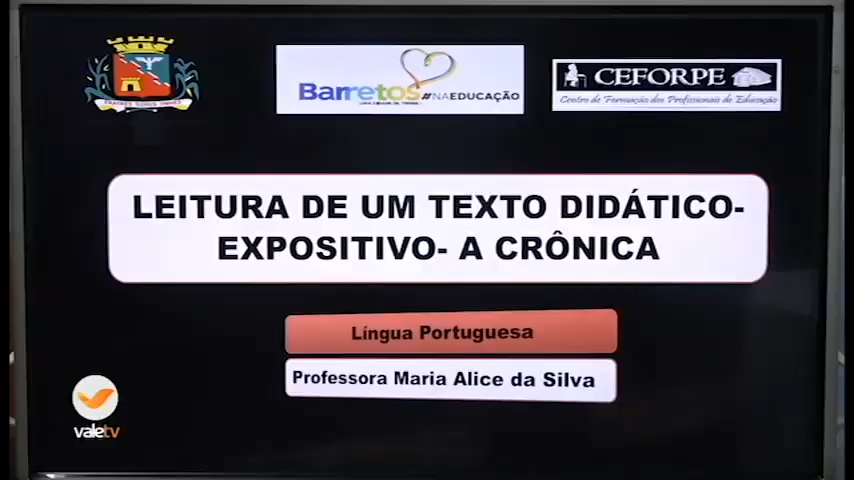 Barretos
#NAEDUCAÇÃO
CEFORPE
Centro de Formação dos Profissionais de Educação
LEITURA DE UM TEXTO DIDÁTICO-
EXPOSITIVO- A CRÔNICA
Língua Portuguesa
Professora Maria Alice da Silva
valetv